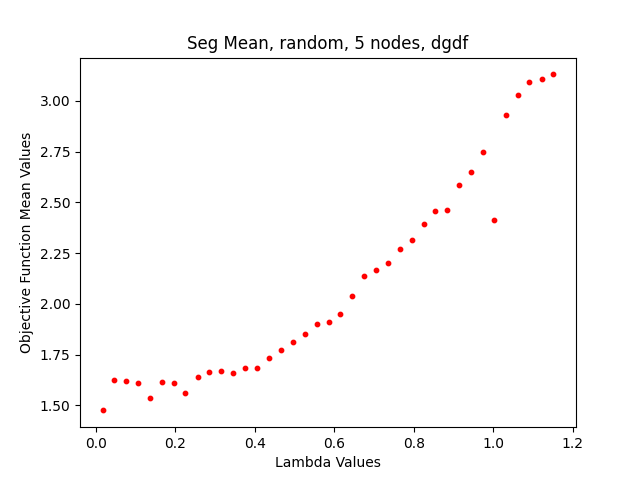 Seg Mean, random, 5 nodes, dgdf
Objective Function Mean Values
3.00
2.75
2.50
2.25
2.00
1.75
1.50
0.0 0.2 0.4 0.6 0.8 1.0 1.2
Lambda Values